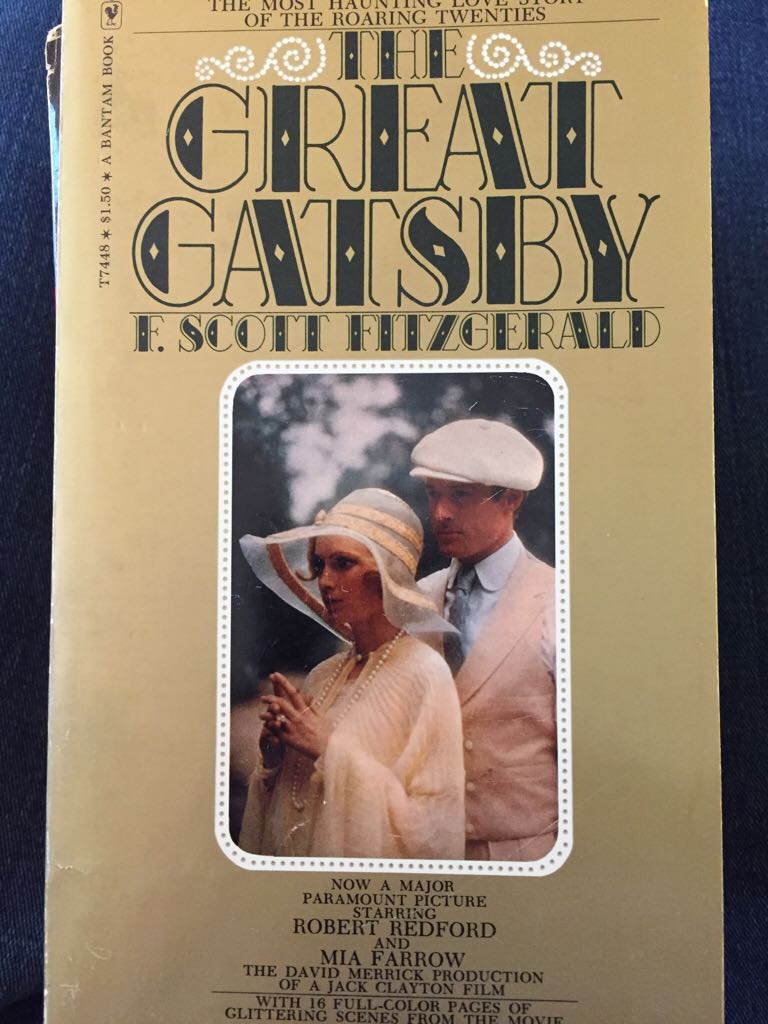 THE MOST HAUNTING LOVE STORY
OF THE ROARING TWENTIES
THE
GREAT
GATSBY
F. SCOTT FITZGERALD
T7448 * $1.50 * A BANTAM BOOK
NOW A MAJOR
PARAMOUNT PICTURE
STARRING
ROBERT REDFORD
AND
MIA FARROW
THE DAVID MERRICK PRODUCTION
OF A JACK CLAYTON FILM
WITH 16 FULL-COLOR PAGES OF
GLITTERING SCENES FROM THE MOVIE